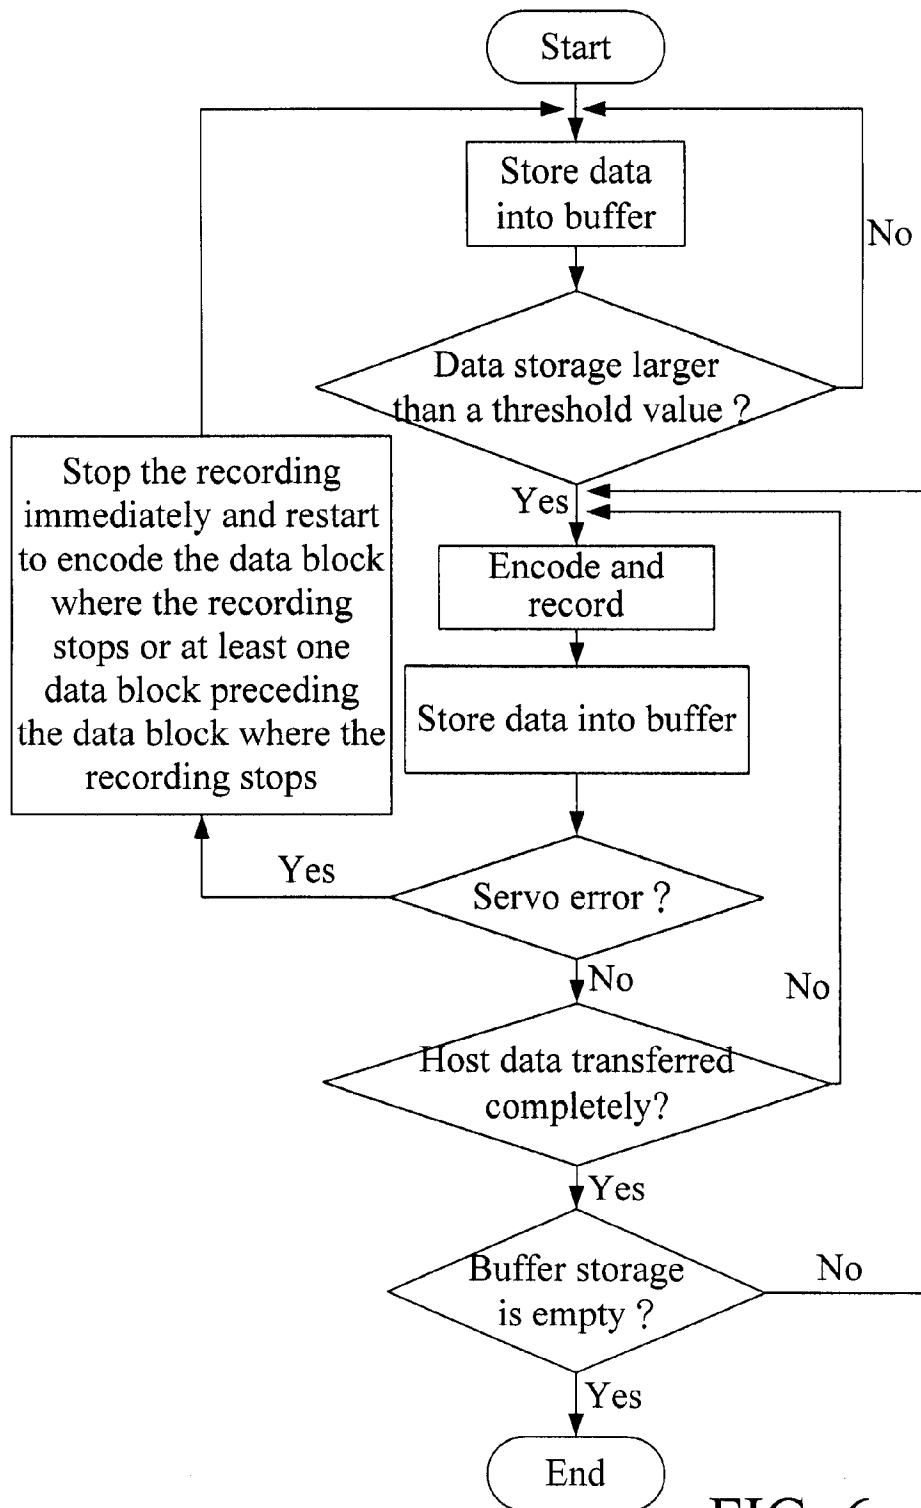 Start
Store data
into buffer
No
Data storage larger
than a threshold value ?
Stop the recording
immediately and restart
to encode the data block
where the recording
stops or at least one
data block preceding
the data block where the
recording stops
Yes
Encode and
record
Store data into buffer
Yes
Servo error ?
No
No
Host data transferred
completely?
Yes
Buffer storage
is empty ?
No
Yes
End
FIG. 6